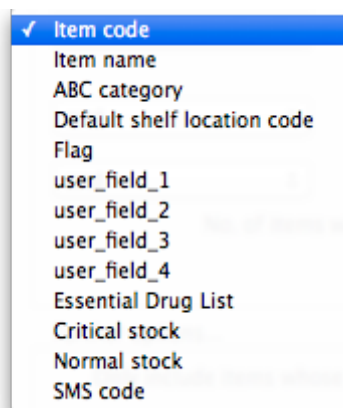 ✓ Item code
Item name
ABC category
Default shelf location code
Flag
user_field_1
user_field_2
user_field_3
user_field_4
Essential Drug List
Critical stock
Normal stock
SMS code